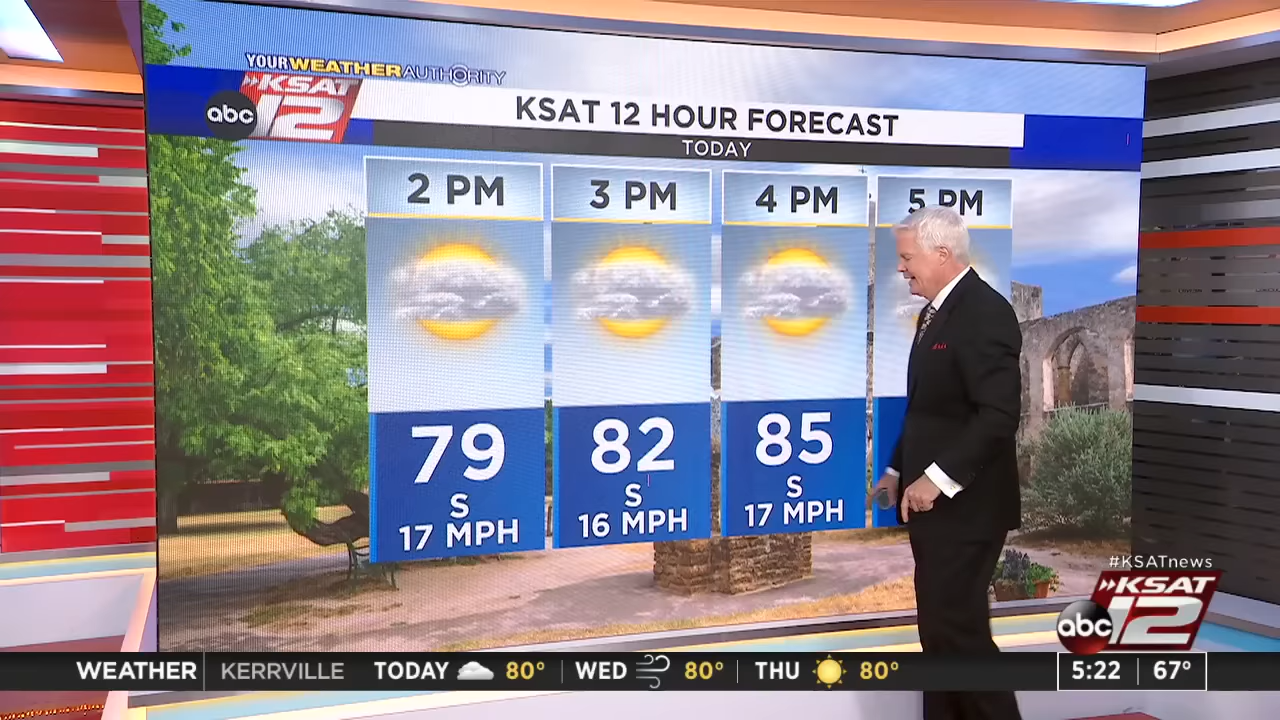 YOUR WEATHER AUTHORITY
KSAT
abc 12
KSAT 12 HOUR FORECAST
TODAY
2 PM 3 PM 4 PM 5 PM
79 82 85
S S S
17 MPH 16 MPH 17 MPH
#KSATnews
KSAT
abc 12
WEATHER KERRVILLE TODAY 80° WED 80° THU 80° 5:22 67°